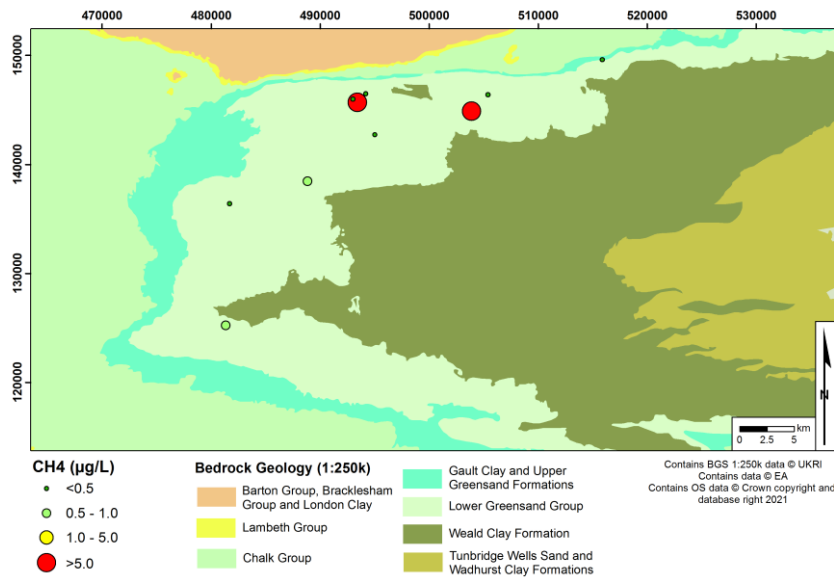 470000 480000 490000 500000 510000 520000 530000
150000
140000
130000
120000
N
km
0 2.5 5
CH4 (µg/L)
<0.5
0.5 - 1.0
1.0 - 5.0
>5.0
Bedrock Geology (1:250k)
Barton Group, Bracklesham
Group and London Clay
Lambeth Group
Chalk Group
Gault Clay and Upper
Greensand Formations
Lower Greensand Group
Weald Clay Formation
Tunbridge Wells Sand and
Wadhurst Clay Formations
Contains BGS 1:250k data © UKRI
Contains data © EA
Contains OS data © Crown copyright and
database right 2021